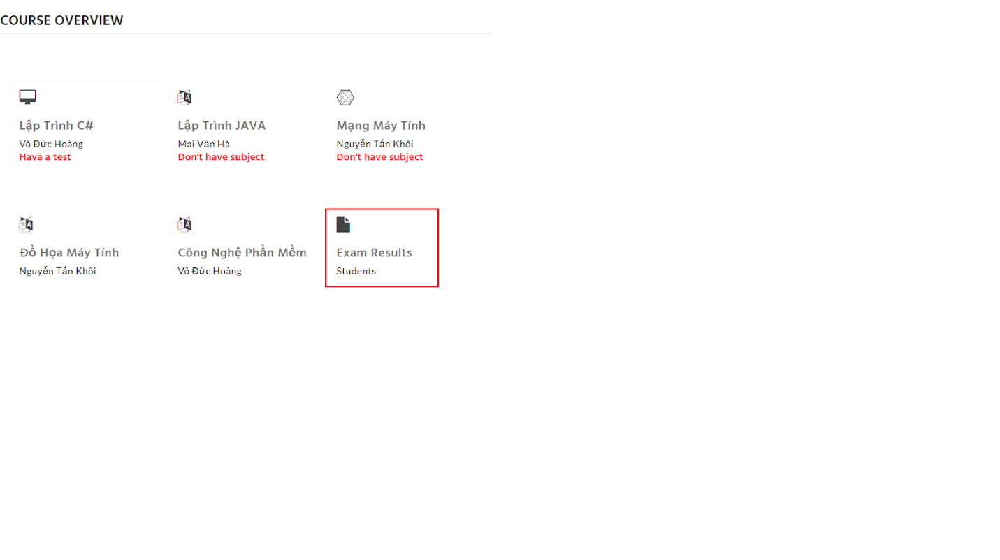 COURSE OVERVIEW
Lập Trình C#
Võ Đức Hoàng
Hava a test
Lập Trình JAVA
Mai Văn Hà
Don't have subject
Mạng Máy Tính
Nguyễn Tấn Khôi
Don't have subject
Đồ Họa Máy Tính
Nguyễn Tấn Khôi
Công Nghệ Phần Mềm
Võ Đức Hoàng
Exam Results
Students